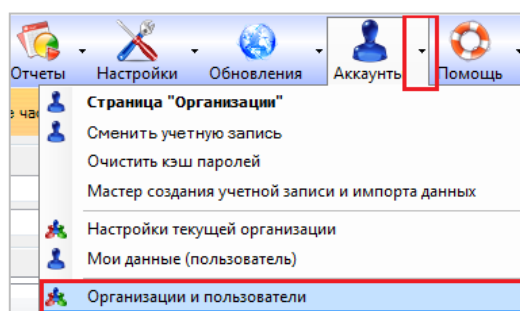 Отчеты Настройки Обновления Аккаунты Помощь
Страница "Организации"
Сменить учетную запись
Очистить кэш паролей
Мастер создания учетной записи и импорта данных
Настройки текущей организации
Мои данные (пользователь)
Организации и пользователи